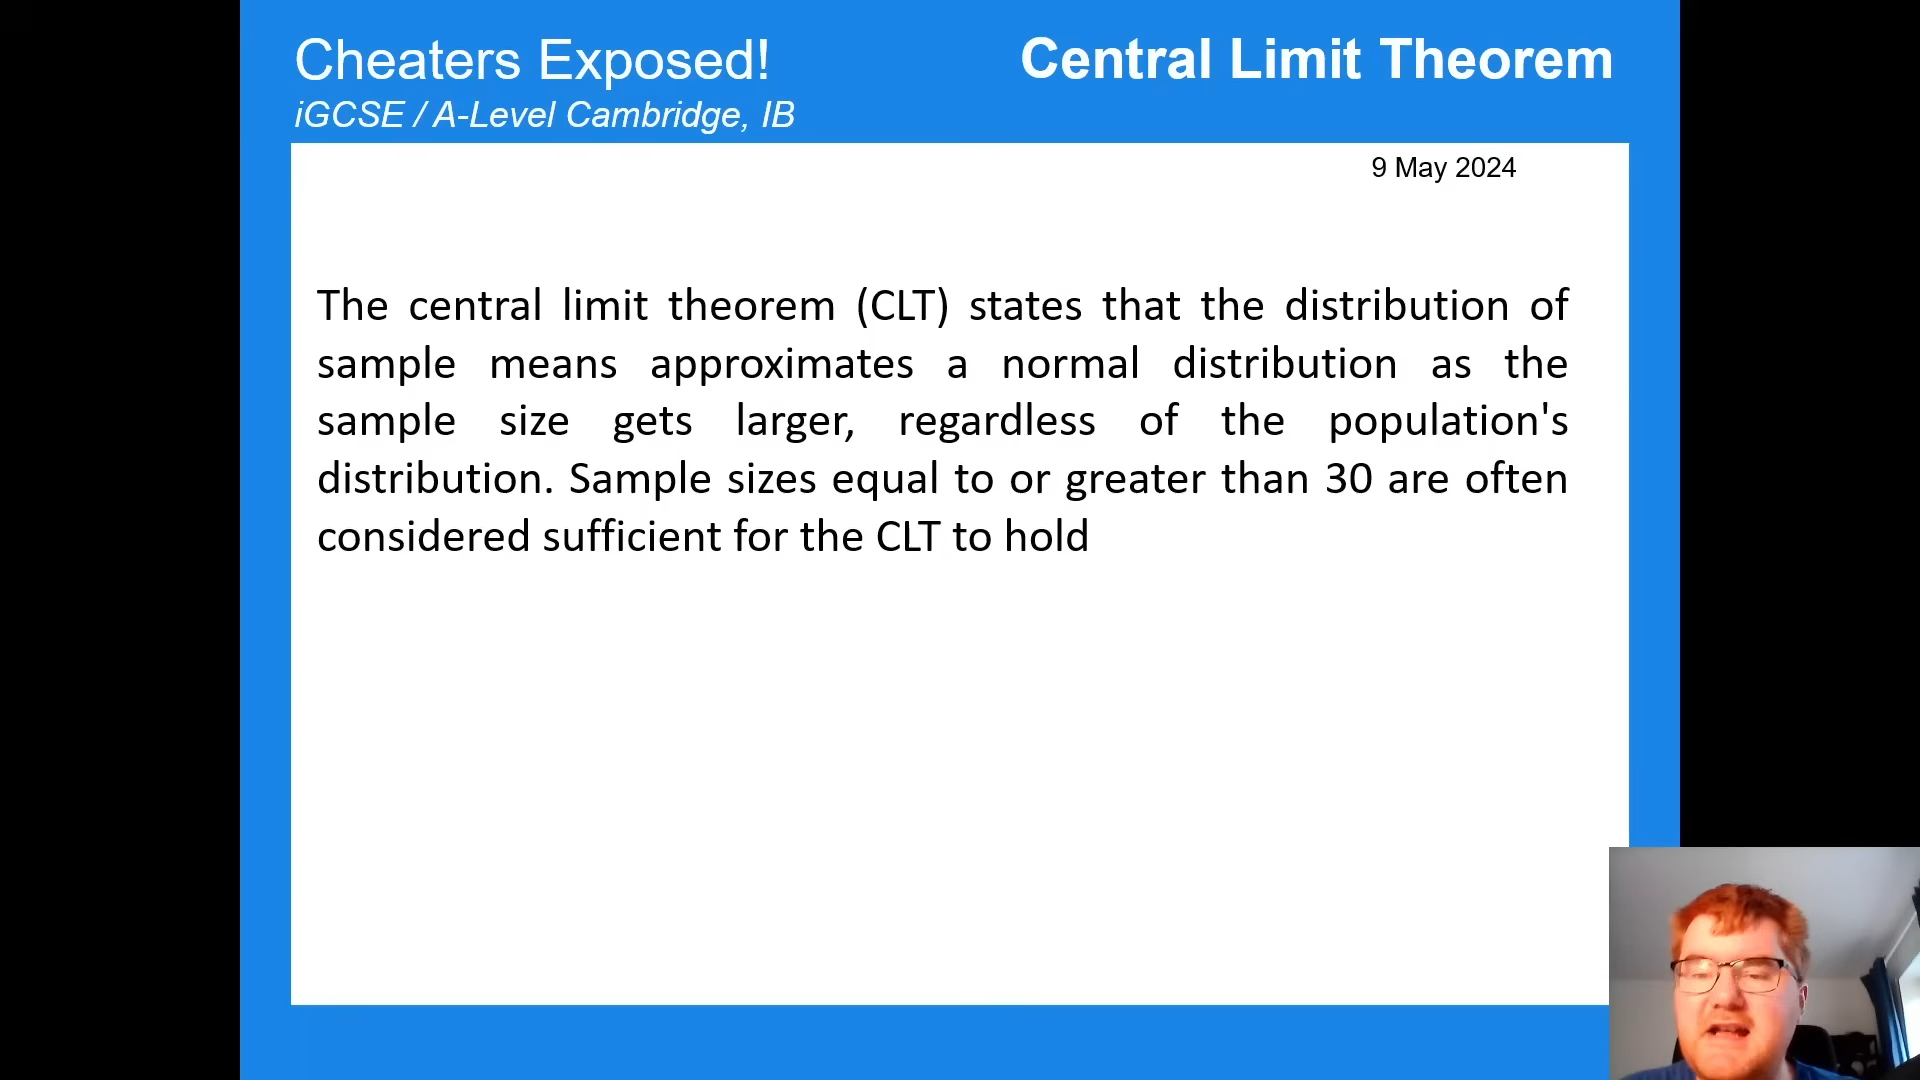 Cheaters Exposed!
Central Limit Theorem
iGCSE / A-Level Cambridge, IB
9 May 2024
The central limit theorem (CLT) states that the distribution of
sample means approximates a normal distribution as the
sample size gets larger, regardless of the population's
distribution. Sample sizes equal to or greater than 30 are often
considered sufficient for the CLT to hold